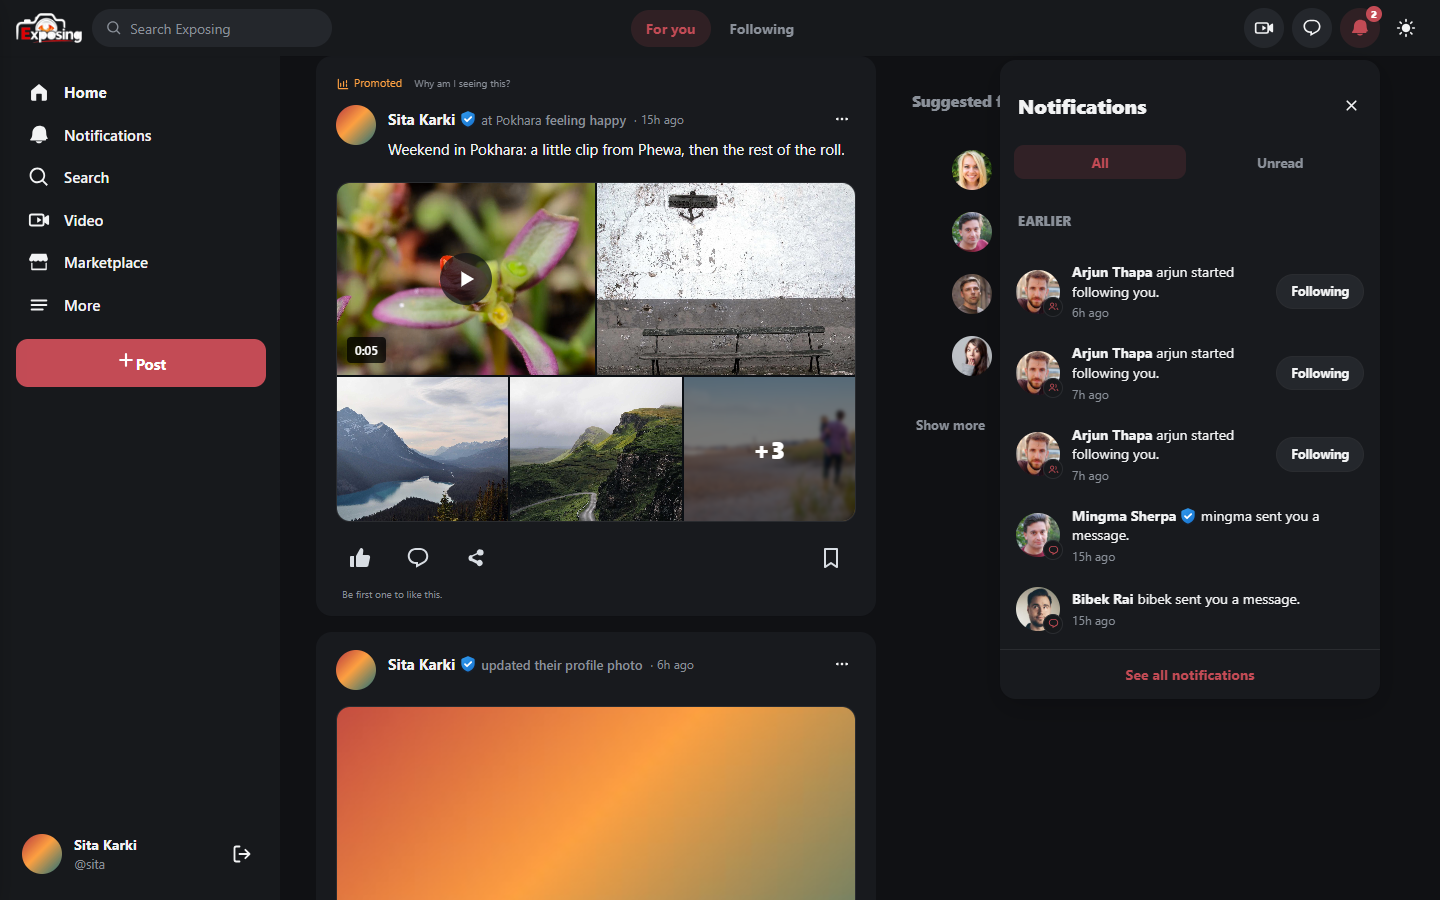 Exposing
Search Exposing
For you
Following
2
Home
Notifications
Search
Video
Marketplace
More
+ Post
Sita Karki
@sita
Promoted Why am I seeing this?
Sita Karki at Pokhara feeling happy · 15h ago
Weekend in Pokhara: a little clip from Phewa, then the rest of the roll.
0:05
+3
Be first one to like this.
Sita Karki updated their profile photo · 6h ago
Suggested f
Show more
Notifications
All
Unread
EARLIER
Arjun Thapa arjun started
following you.
6h ago
Following
Arjun Thapa arjun started
following you.
7h ago
Following
Arjun Thapa arjun started
following you.
7h ago
Following
Mingma Sherpa mingma sent you a
message.
15h ago
Bibek Rai bibek sent you a message.
15h ago
See all notifications